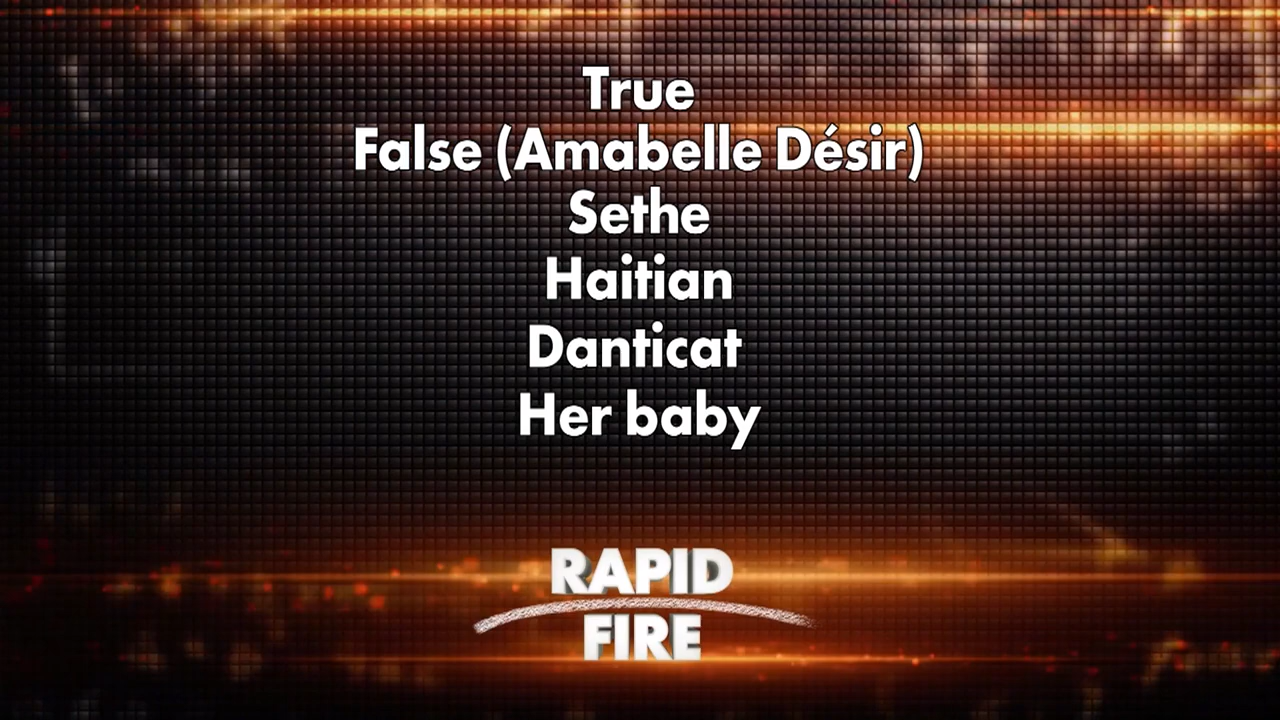 True
False (Amabelle Désir)
Sethe
Haitian
Danticat
Her baby
RAPID
FIRE